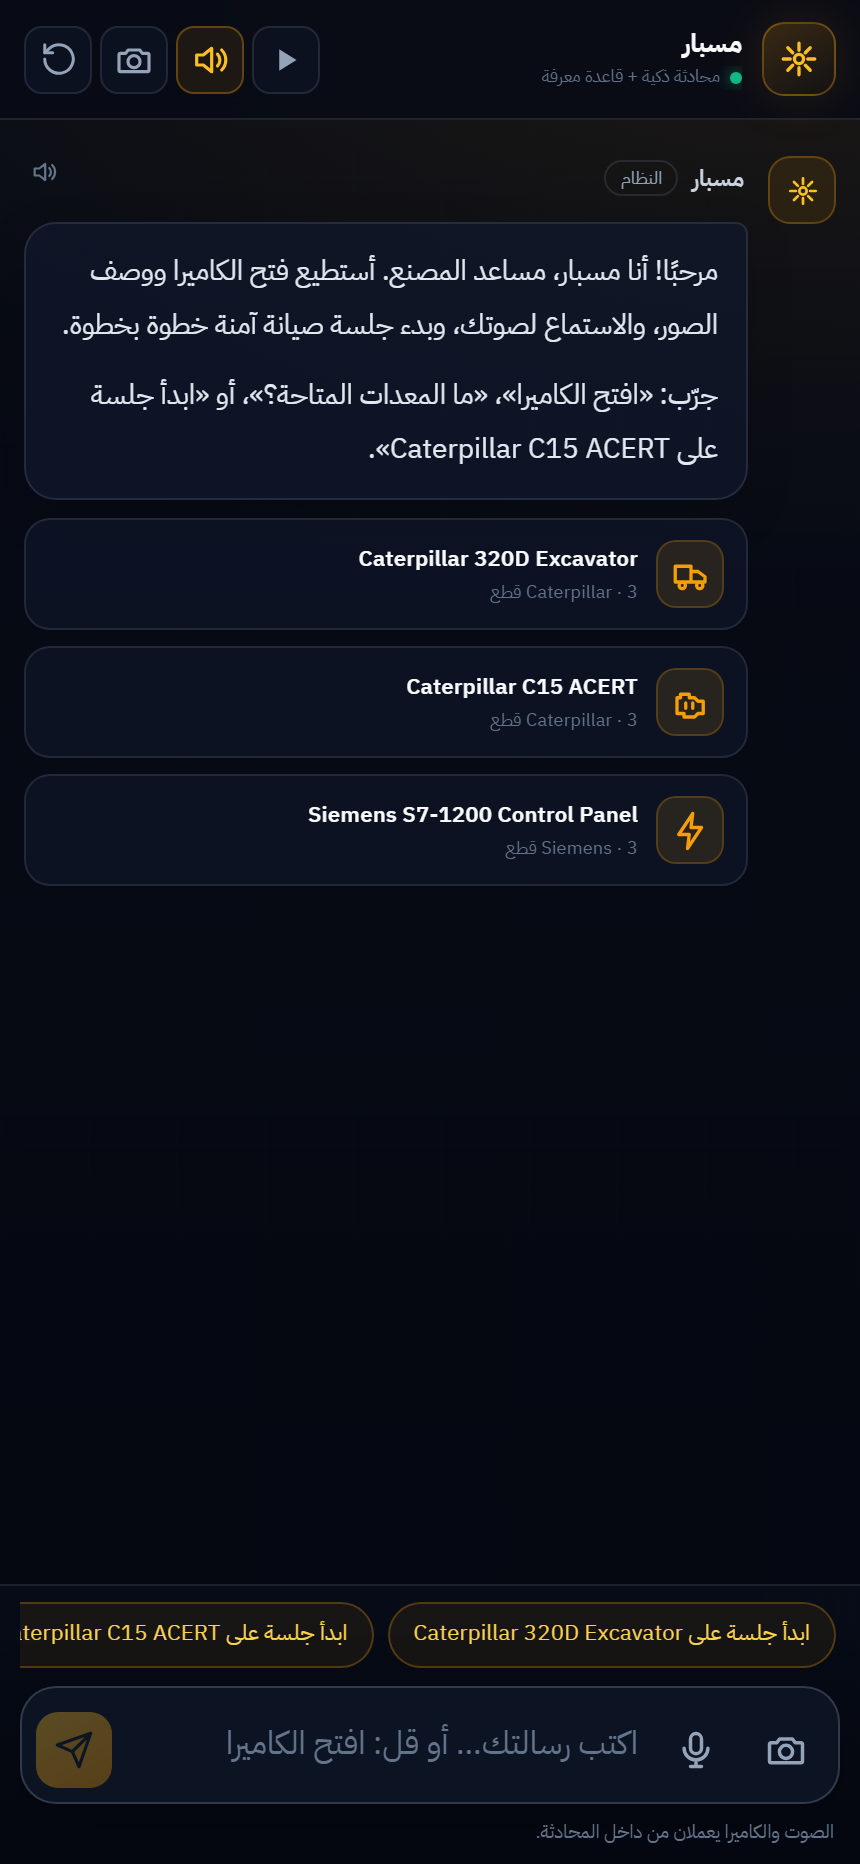 مسبار
محادثة ذكية + قاعدة معرفة
مسبار
النظام
مرحبًا! أنا مسبار، مساعد المصنع. أستطيع فتح الكاميرا ووصف
الصور، والاستماع لصوتك، وبدء جلسة صيانة آمنة خطوة بخطوة.
جرّب: «افتح الكاميرا»، «ما المعدات المتاحة؟»، أو «ابدأ جلسة
على Caterpillar C15 ACERT».
Caterpillar 320D Excavator
Caterpillar · 3 قطع
Caterpillar C15 ACERT
Caterpillar · 3 قطع
Siemens S7-1200 Control Panel
Siemens · 3 قطع
ابدأ جلسة على Caterpillar 320D Excavator
ابدأ جلسة على terpillar C15 ACERT
اكتب رسالتك... أو قل: افتح الكاميرا
الصوت والكاميرا يعملان من داخل المحادثة.